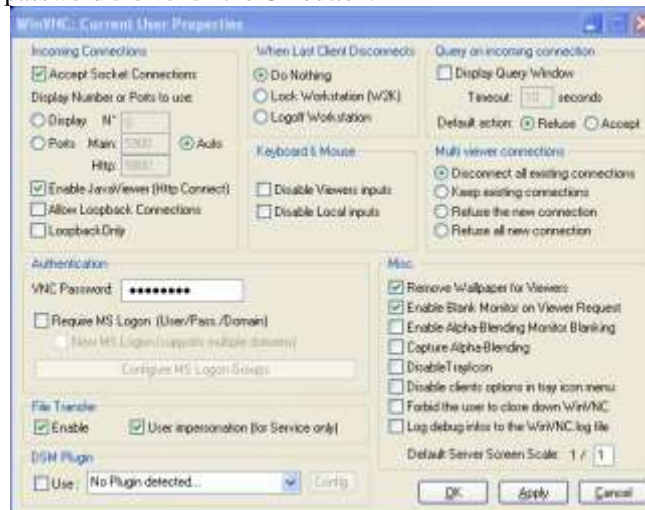 WinVNC: Current User Properties
Incoming Connections
Accept Socket Connections
Display Number or Ports to use:
Display N°
Ports Main: 5900 Auto
Http: 5800
Enable JavaViewer (Http Connect)
Allow Loopback Connections
LoopbackOnly
When Last Client Disconnects
Do Nothing
Lock Workstation (W2K)
Logoff Workstation
Keyboard & Mouse
Disable Viewers inputs
Disable Local inputs
Query on incoming connection
Display Query Window
Timeout: 10 seconds
Default action: Refuse Accept
Multi viewer connections
Disconnect all existing connections
Keep existing connections
Refuse the new connection
Refuse all new connection
Authentication
VNC Password:
Require MS Logon (User/Pass./Domain)
New MS Logon (supports multiple domains)
Configure MS Logon Groups
File Transfer
Enable User impersonation (for Service only)
DSM Plugin
Use : No Plugin detected... Config.
Misc.
Remove Wallpaper for Viewers
Enable Blank Monitor on Viewer Request
Enable Alpha-Blending Monitor Blanking
Capture Alpha-Blending
DisableTrayIcon
Disable clients options in tray icon menu
Forbid the user to close down WinVNC
Log debug infos to the WinVNC.log file
Default Server Screen Scale: 1 / 1
OK Apply Cancel